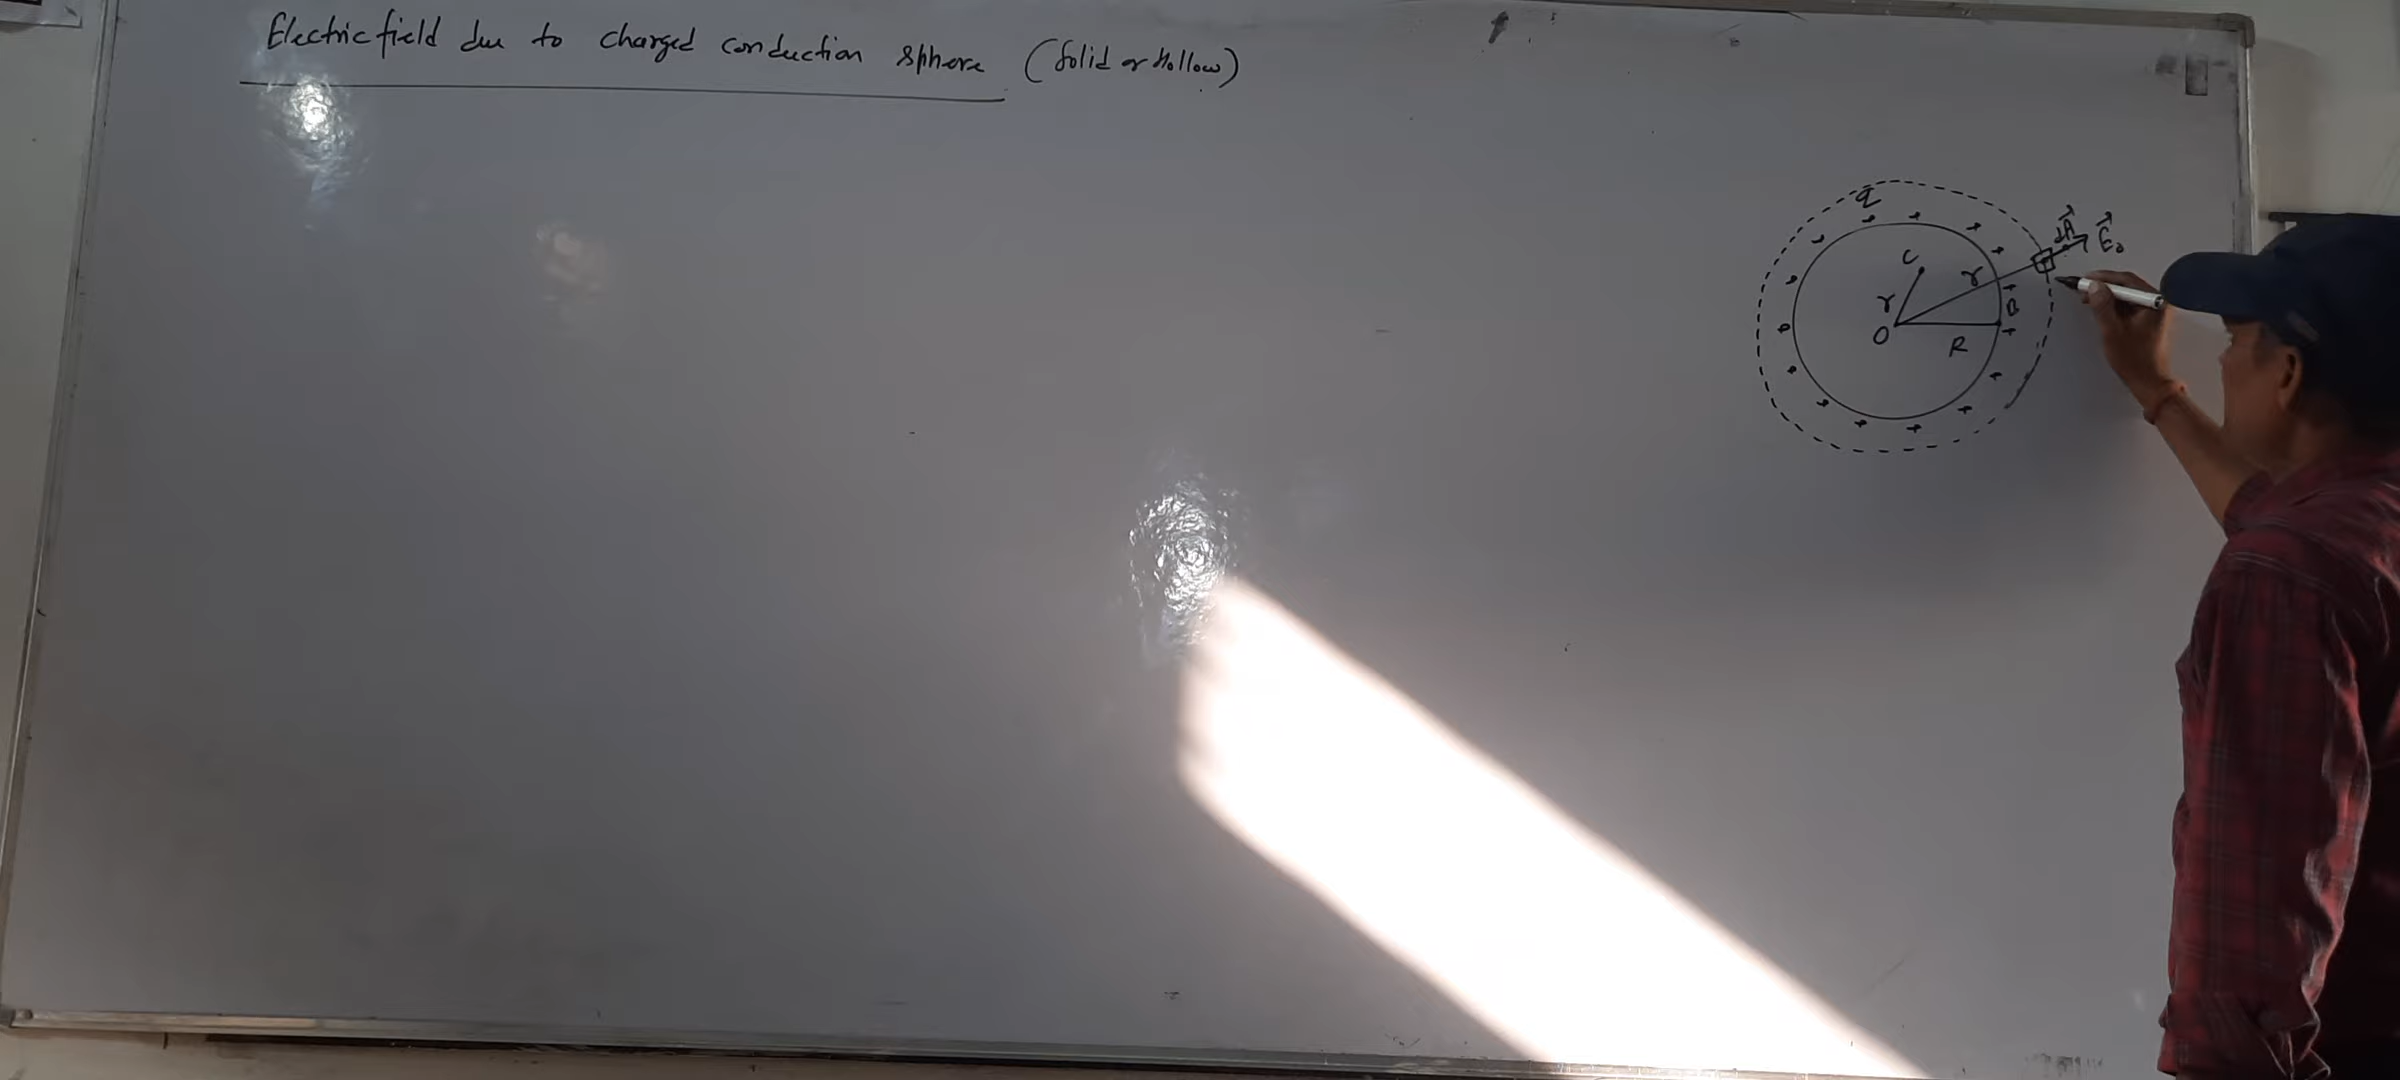 Electric field due to charged conduction sphere (Solid or Hollow)
q
dA E₀
C r
r B
O R